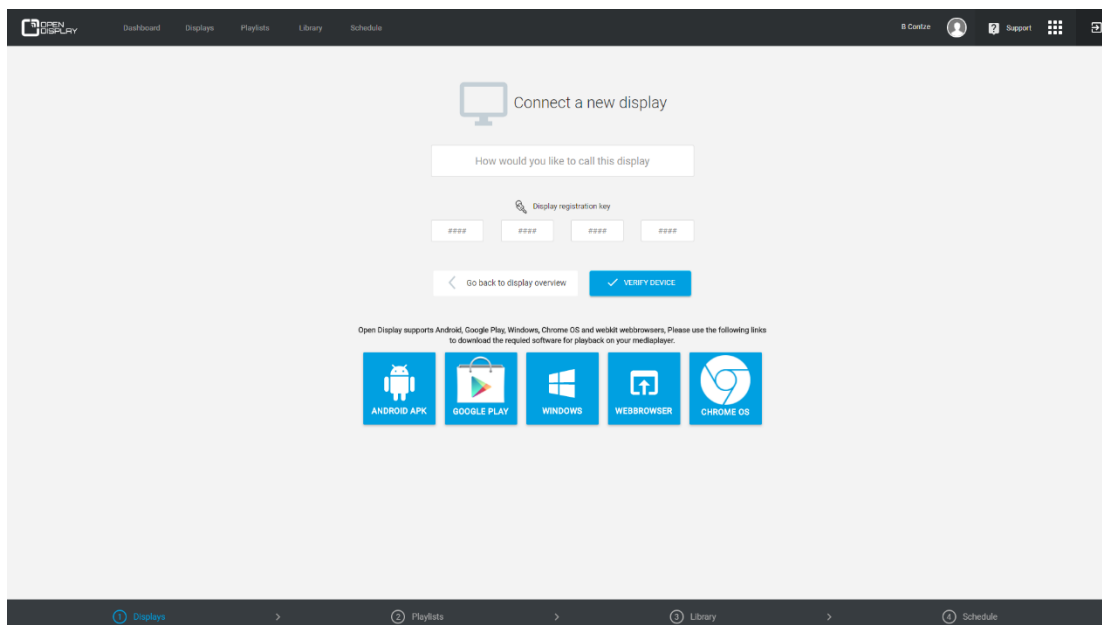 OPEN DISPLAY
Dashboard Displays Playlists Library Schedule B Contze Support
Connect a new display
How would you like to call this display
Display registration key
#### #### #### ####
Go back to display overview VERIFY DEVICE
Open Display supports Android, Google Play, Windows, Chrome OS and webkit webbrowsers, Please use the following links
to download the requied software for playback on your mediaplayer.
ANDROID APK GOOGLE PLAY WINDOWS WEBBROWSER CHROME OS
1 Displays > 2 Playlists > 3 Library > 4 Schedule